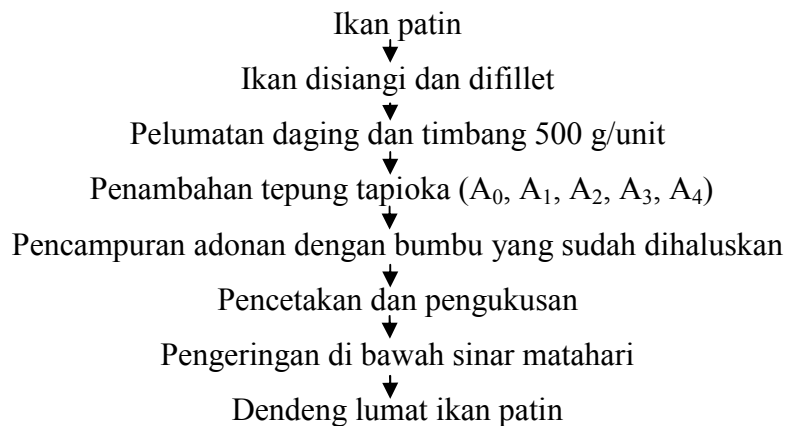 Ikan patin
Ikan disiangi dan difillet
Pelumatan daging dan timbang 500 g/unit
Penambahan tepung tapioka (A₀, A₁, A₂, A₃, A₄)
Pencampuran adonan dengan bumbu yang sudah dihaluskan
Pencetakan dan pengukusan
Pengeringan di bawah sinar matahari
Dendeng lumat ikan patin